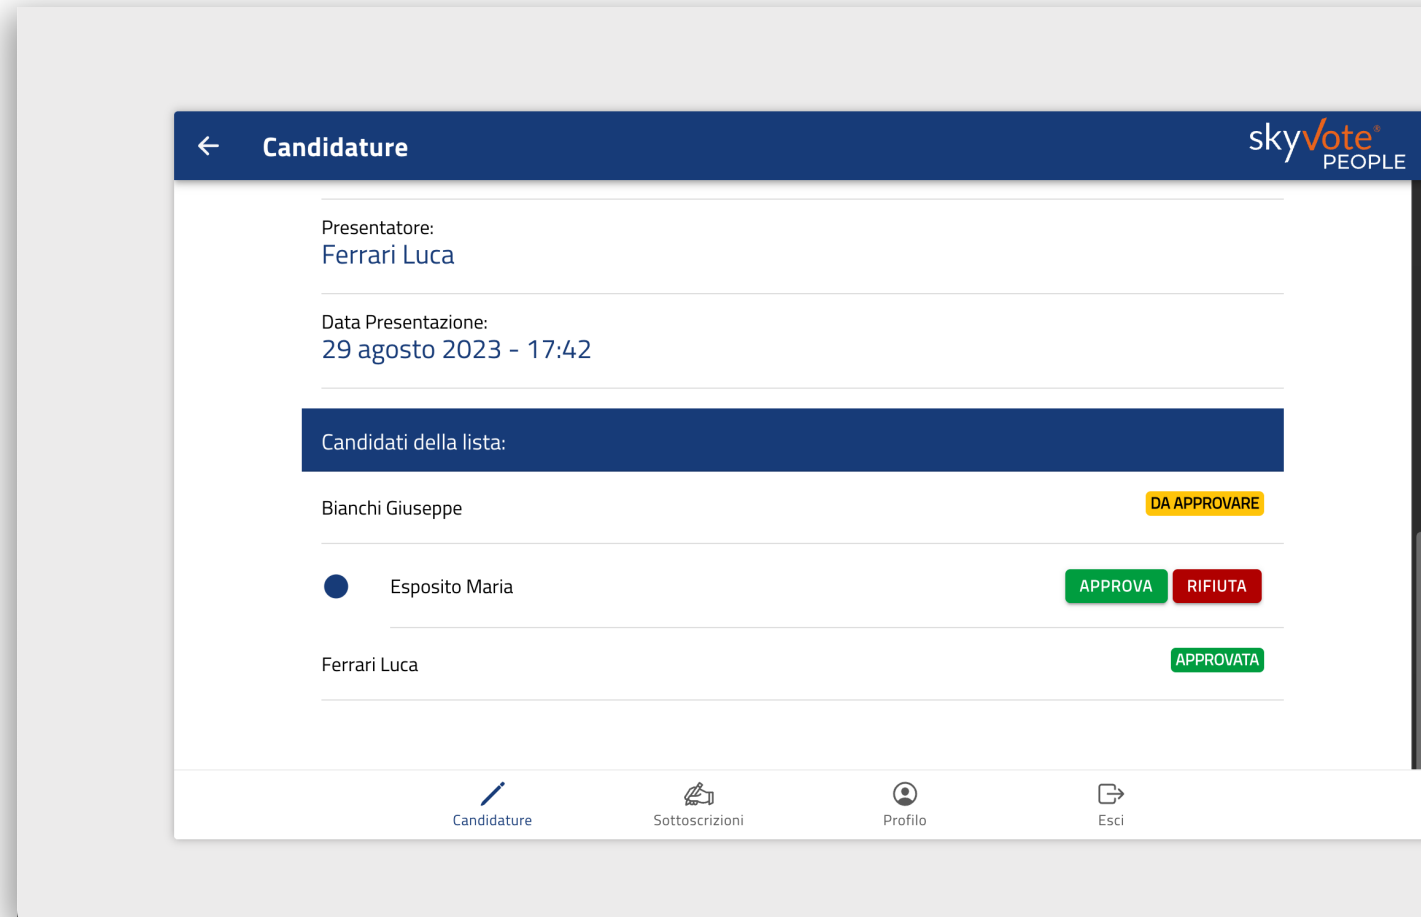 Candidature
skyVote®
PEOPLE
Presentatore:
Ferrari Luca
Data Presentazione:
29 agosto 2023 - 17:42
Candidati della lista:
Bianchi Giuseppe DA APPROVARE
Esposito Maria APPROVA RIFIUTA
Ferrari Luca APPROVATA
Candidature Sottoscrizioni Profilo Esci